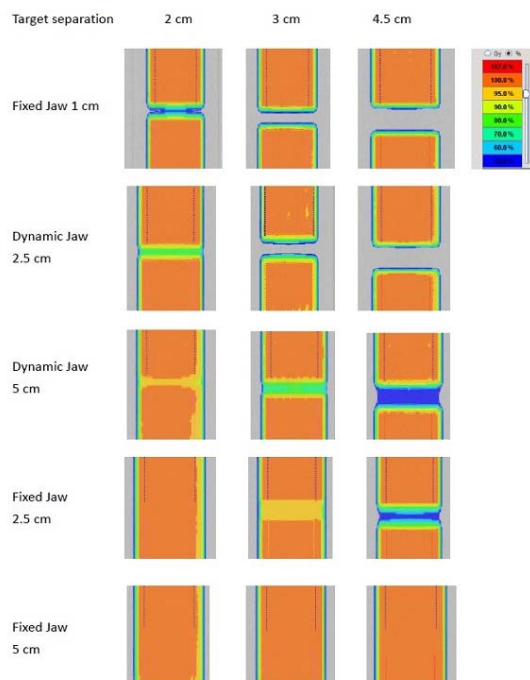 Target separation 2 cm 3 cm 4.5 cm
Gy %
107.0 %
100.0 %
95.0 %
90.0 %
80.0 %
70.0 %
60.0 %
Fixed Jaw 1 cm
Dynamic Jaw
2.5 cm
Dynamic Jaw
5 cm
Fixed Jaw
2.5 cm
Fixed Jaw
5 cm